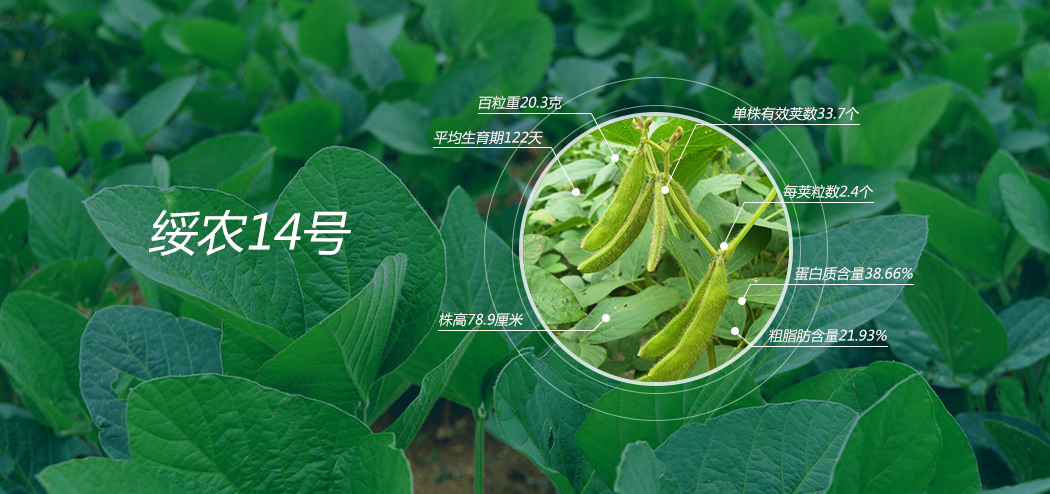 绥农14号
百粒重20.3克
平均生育期122天
株高78.9厘米
单株有效荚数33.7个
每荚粒数2.4个
蛋白质含量38.66%
粗脂肪含量21.93%